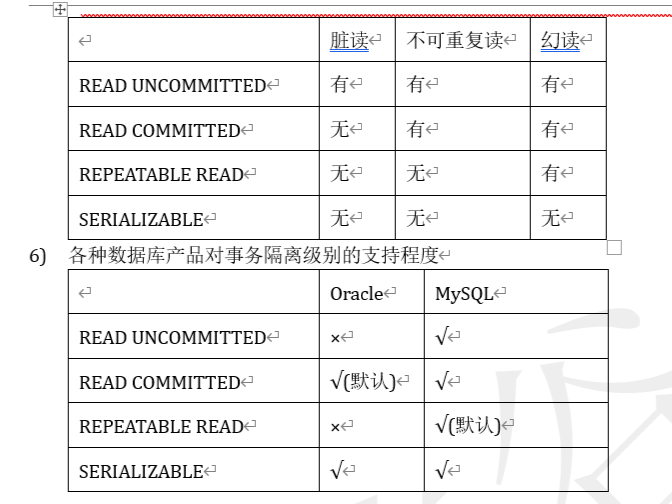 脏读 不可重复读 幻读
READ UNCOMMITTED 有 有 有
READ COMMITTED 无 有 有
REPEATABLE READ 无 无 有
SERIALIZABLE 无 无 无
6) 各种数据库产品对事务隔离级别的支持程度
Oracle MySQL
READ UNCOMMITTED × √
READ COMMITTED √(默认) √
REPEATABLE READ × √(默认)
SERIALIZABLE √ √